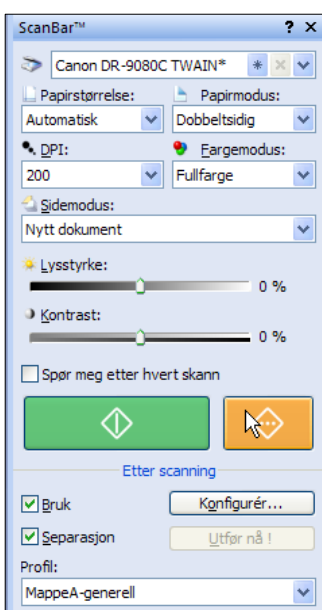 ScanBar™ ? ×
Canon DR-9080C TWAIN*
Papirstørrelse: Papirmodus:
Automatisk Dobbeltsidig
DPI: Fargemodus:
200 Fullfarge
Sidemodus:
Nytt dokument
Lysstyrke:
0 %
Kontrast:
0 %
Spør meg etter hvert skann
Etter scanning
Bruk Konfigurér...
Separasjon Utfør nå !
Profil:
MappeA-generell